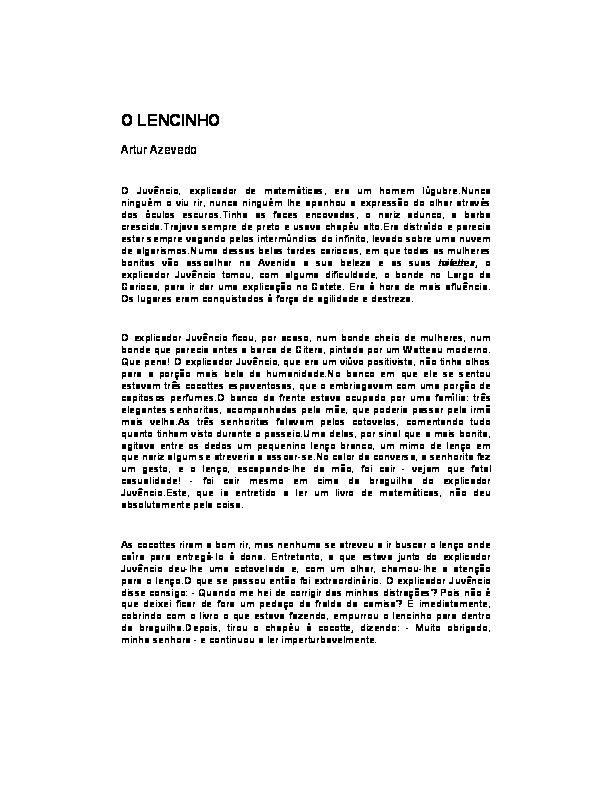 O LENCINHO
Artur Azevedo
O Juvêncio, explicador de matemáticas, era um homem lúgubre.Nunca
ninguém o viu rir, nunca ninguém lhe apanhou a expressão do olhar através
dos óculos escuros.Tinha as faces encovadas, o nariz adunco, a barba
crescida.Trajava sempre de preto e usava chapéu alto.Era distraído e parecia
estar sempre vagando pelos intermúndios do infinito, levado sobre uma nuvem
de algarismos.Numa dessas belas tardes cariocas, em que todas as mulheres
bonitas vão assoalhar na Avenida a sua beleza e as suas toilettes, o
explicador Juvêncio tomou, com alguma dificuldade, o bonde no Largo da
Carioca, para ir dar uma explicação no Catete. Era à hora de mais afluência.
Os lugares eram conquistados à força de agilidade e destreza.
O explicador Juvêncio ficou, por acaso, num bonde cheio de mulheres, num
bonde que parecia antes a barca de Citera, pintada por um Watteau moderno.
Que pena! O explicador Juvêncio, que era um viúvo positivista, não tinha olhos
para a porção mais bela da humanidade.No banco em que ele se sentou
estavam três cocottes espaventosas, que o embriagavam com uma porção de
capitosos perfumes.O banco da frente estava ocupado por uma família: três
elegantes senhoritas, acompanhadas pela mãe, que poderia passar pela irmã
mais velha.As três senhoritas falavam pelos cotovelos, comentando tudo
quanto tinham visto durante o passeio.Uma delas, por sinal que a mais bonita,
agitava entre os dedos um pequenino lenço branco, um mimo de lenço em
que nariz algum se atreveria a assoar-se.No calor da conversa, a senhorita fez
um gesto, e o lenço, escapando-lhe da mão, foi cair - vejam que fatal
casualidade! - foi cair mesmo em cima da braguilha do explicador
Juvêncio.Este, que ia entretido a ler um livro de matemáticas, não deu
absolutamente pela coisa.
As cocottes riram a bom rir, mas nenhuma se atreveu a ir buscar o lenço onde
caíra para entregá-lo à dona. Entretanto, a que estava junto do explicador
Juvêncio deu-lhe uma cotovelada e, com um olhar, chamou-lhe a atenção
para o lenço.O que se passou então foi extraordinário. O explicador Juvêncio
disse consigo: - Quando me hei de corrigir das minhas distrações? Pois não é
que deixei ficar de fora um pedaço da fralda da camisa? E imediatamente,
cobrindo com o livro o que estava fazendo, empurrou o lencinho para dentro
da braguilha.Depois, tirou o chapéu à cocotte, dizendo: - Muito obrigado,
minha senhora - e continuou a ler imperturbavelmente.